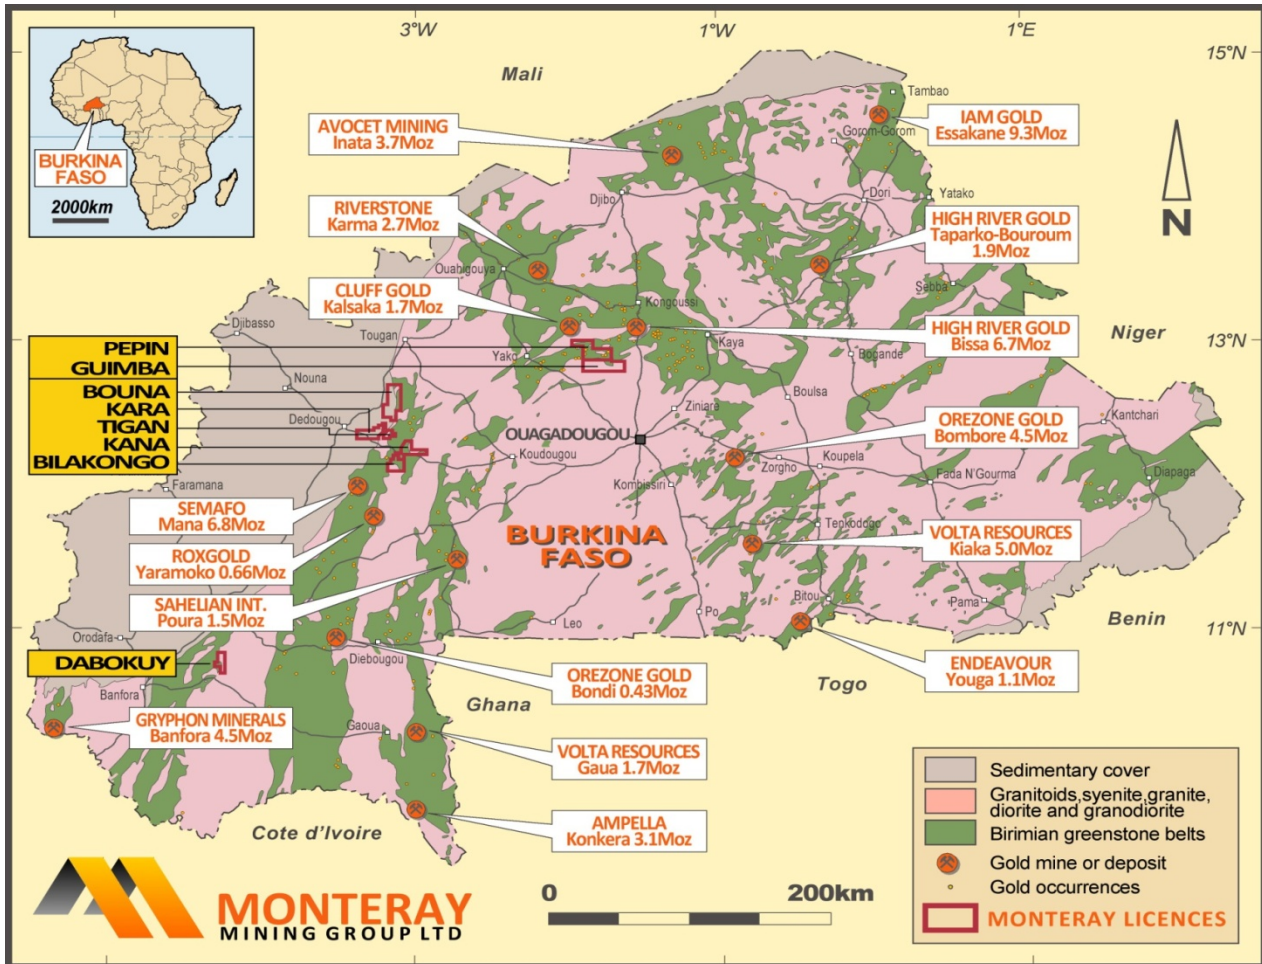 3°W
1°W
1°E
15°N
Mali
BURKINA
FASO
2000km
AVOCET MINING
Inata 3.7Moz
Tambao
IAM GOLD
Essakane 9.3Moz
Gorom-Gorom
N
Djibo
Dori
Yatako
RIVERSTONE
Karma 2.7Moz
HIGH RIVER GOLD
Taparko-Bouroum
1.9Moz
Ouahigouya
CLUFF GOLD
Kalsaka 1.7Moz
Kongoussi
Sebba
Djibasso
Tougan
HIGH RIVER GOLD
Bissa 6.7Moz
Niger
13°N
PEPIN
GUIMBA
Yako
Kaya
Bogande
Nouna
BOUNA
KARA
TIGAN
KANA
BILAKONGO
Dedougou
Boulsa
Ziniare
Kantchari
OUAGADOUGOU
Koudougou
OREZONE GOLD
Bombore 4.5Moz
Zorgho
Koupela
Fada N'Gourma
Diapaga
Faramana
Kombissiri
SEMAFO
Mana 6.8Moz
ROXGOLD
Yaramoko 0.66Moz
BURKINA
FASO
Tenkodogo
VOLTA RESOURCES
Kiaka 5.0Moz
SAHELIAN INT.
Poura 1.5Moz
Po
Bitou
Pama
Leo
Benin
11°N
Orodafa
DABOKUY
Diebougou
Banfora
OREZONE GOLD
Bondi 0.43Moz
ENDEAVOUR
Youga 1.1Moz
Togo
Ghana
GRYPHON MINERALS
Banfora 4.5Moz
Gaoua
VOLTA RESOURCES
Gaua 1.7Moz
Cote d'Ivoire
AMPELLA
Konkera 3.1Moz
Sedimentary cover
Granitoids,syenite,granite,
diorite and granodiorite
Birimian greenstone belts
Gold mine or deposit
Gold occurrences
MONTERAY LICENCES
0
200km
MONTERAY
MINING GROUP LTD